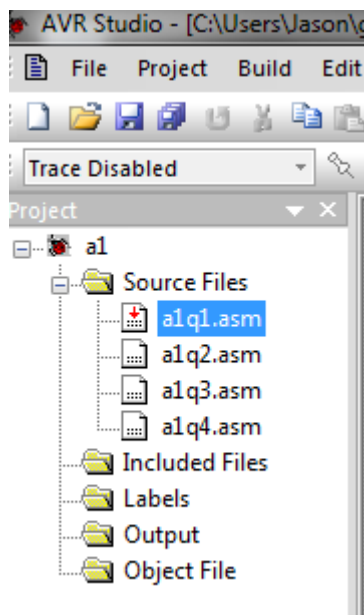 AVR Studio - [C:\Users\Jason\g
File Project Build Edit
Trace Disabled
Project
a1
Source Files
a1q1.asm
a1q2.asm
a1q3.asm
a1q4.asm
Included Files
Labels
Output
Object File